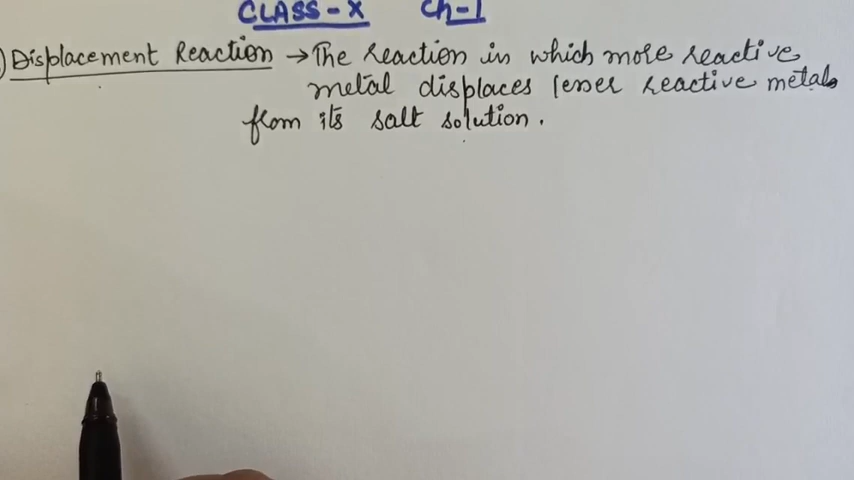 CLASS-X Ch-1
) Displacement Reaction → The reaction in which more reactive
metal displaces lesser reactive metal
from its salt solution.